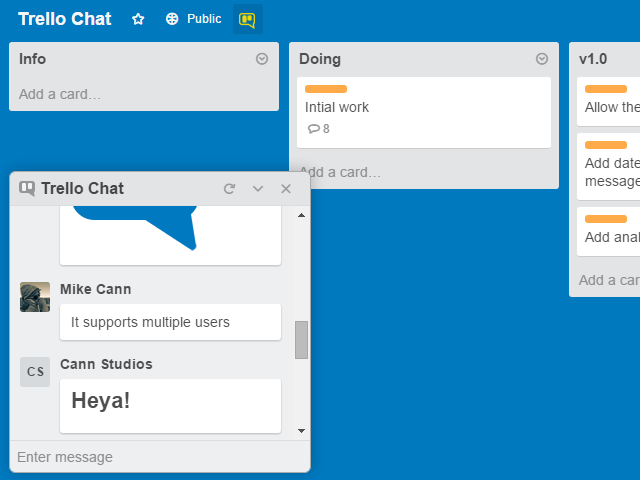 Trello Chat
Public
Info
Add a card...
Doing
Intial work
8
Add a card...
v1.0
Allow the
Add date
message
Add anal
Add a car
Trello Chat
Mike Cann
It supports multiple users
CS
Cann Studios
Heya!
Enter message